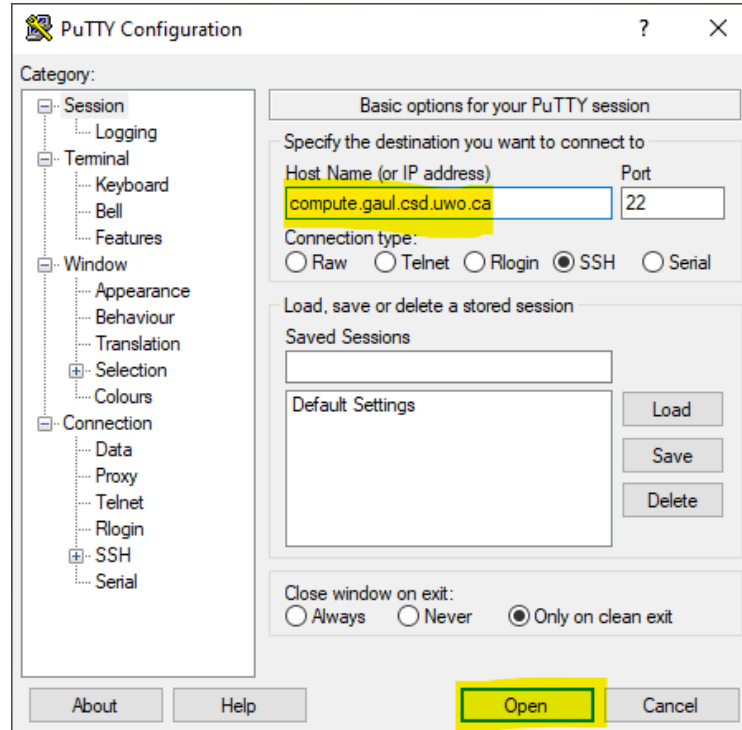 PuTTY Configuration ? ×
Category:
Session
Logging
Terminal
Keyboard
Bell
Features
Window
Appearance
Behaviour
Translation
Selection
Colours
Connection
Data
Proxy
Telnet
Rlogin
SSH
Serial
Basic options for your PuTTY session
Specify the destination you want to connect to
Host Name (or IP address) Port
compute.gaul.csd.uwo.ca 22
Connection type:
Raw Telnet Rlogin SSH Serial
Load, save or delete a stored session
Saved Sessions
Default Settings
Load
Save
Delete
Close window on exit:
Always Never Only on clean exit
About Help Open Cancel